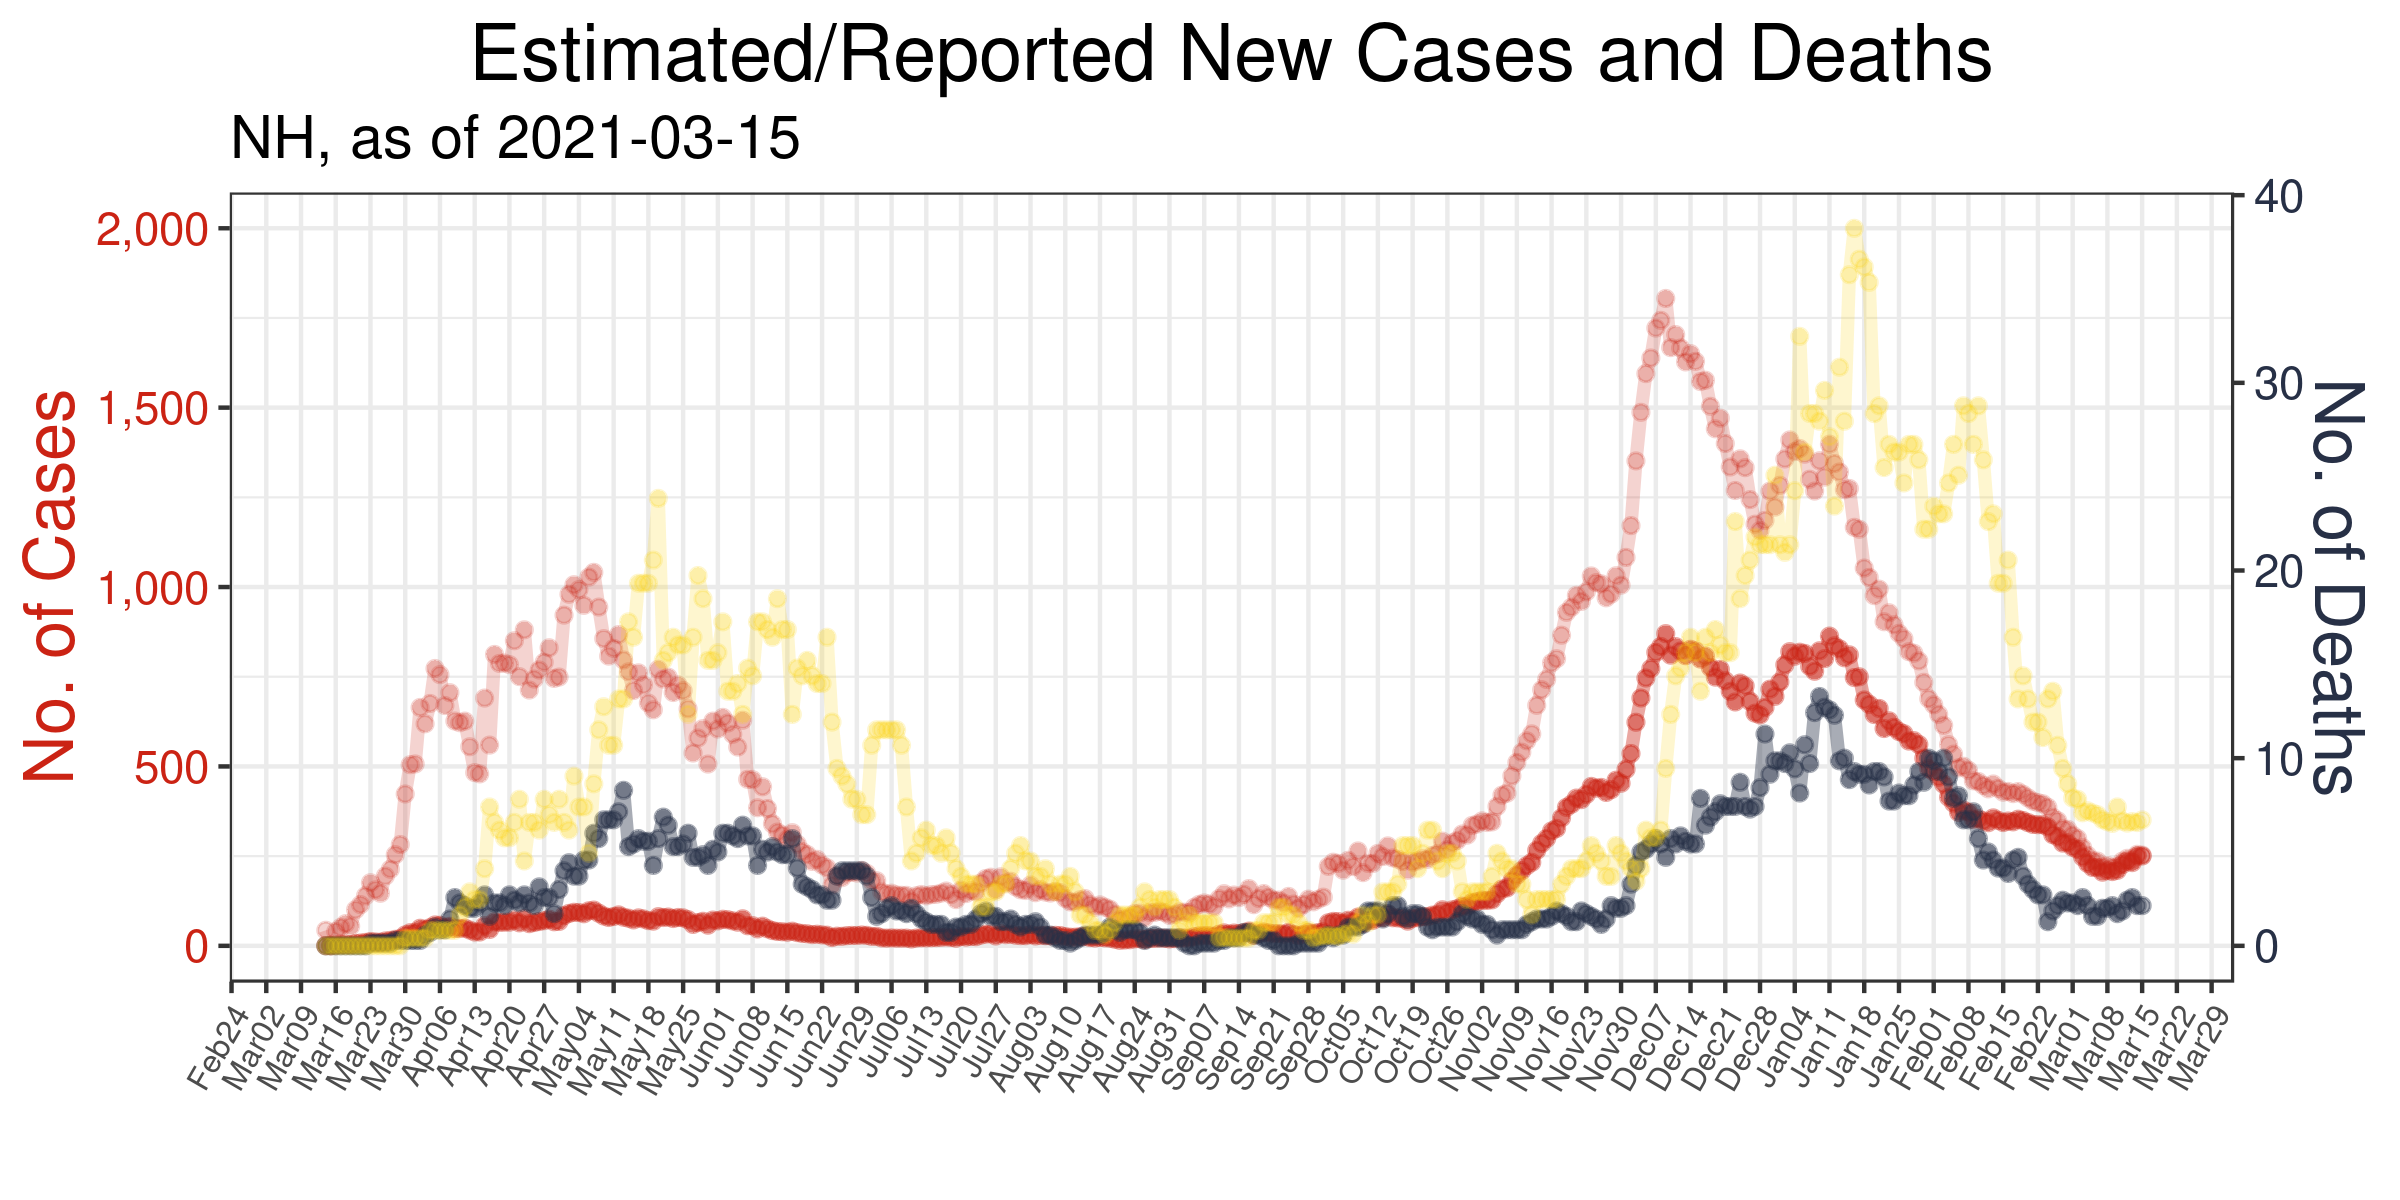 Estimated/Reported New Cases and Deaths
NH, as of 2021-03-15
No. of Cases
2,000
1,500
1,000
500
0
40
30
20
10
0
No. of Deaths
Feb24
Mar02
Mar09
Mar16
Mar23
Mar30
Apr06
Apr13
Apr20
Apr27
May04
May11
May18
May25
Jun01
Jun08
Jun15
Jun22
Jun29
Jul06
Jul13
Jul20
Jul27
Aug03
Aug10
Aug17
Aug24
Aug31
Sep07
Sep14
Sep21
Sep28
Oct05
Oct12
Oct19
Oct26
Nov02
Nov09
Nov16
Nov23
Nov30
Dec07
Dec14
Dec21
Dec28
Jan04
Jan11
Jan18
Jan25
Feb01
Feb08
Feb15
Feb22
Mar01
Mar08
Mar15
Mar22
Mar29